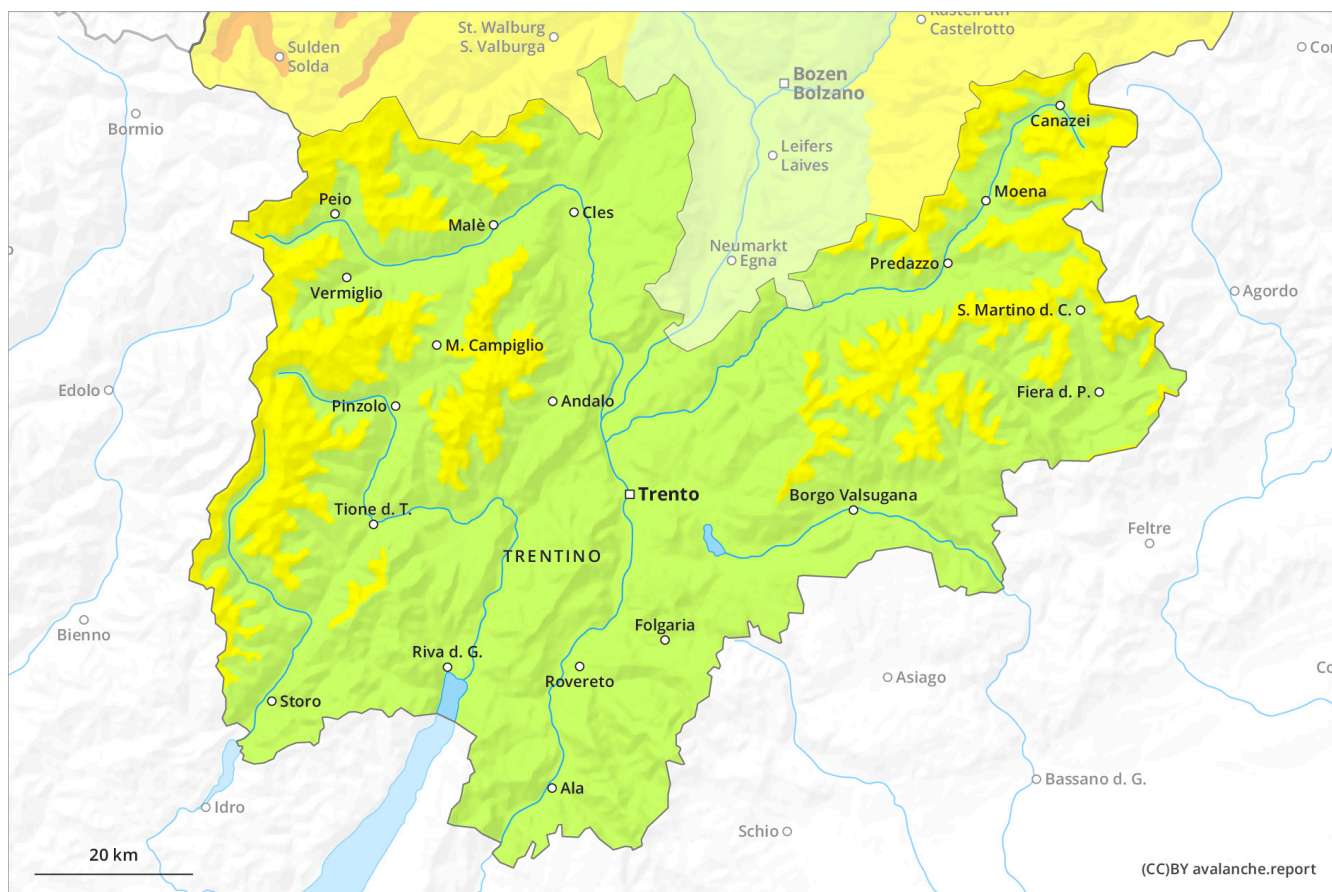 Kastelruth
Castelrotto
St. Walburg
S. Valburga
Sulden
Solda
Bozen
Bolzano
Bormio
Canazei
Leifers
Laives
Peio
Moena
Malè
Cles
Neumarkt
Egna
Predazzo
Vermiglio
Agordo
S. Martino d. C.
M. Campiglio
Edolo
Pinzolo
Andalo
Fiera d. P.
Trento
Borgo Valsugana
Tione d. T.
Feltre
TRENTINO
Bienno
Folgaria
Riva d. G.
Rovereto
Asiago
Storo
Bassano d. G.
Ala
Idro
Schio
20 km
(CC)BY avalanche.report